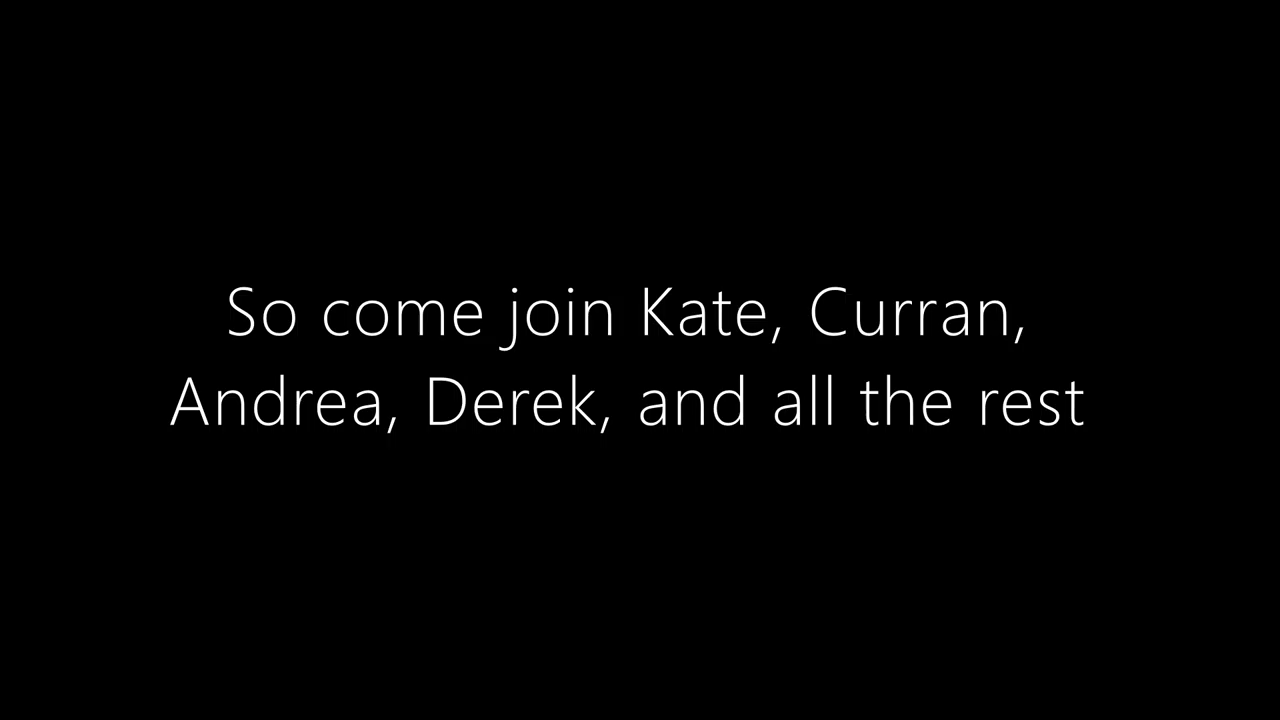 So come join Kate, Curran,
Andrea, Derek, and all the rest